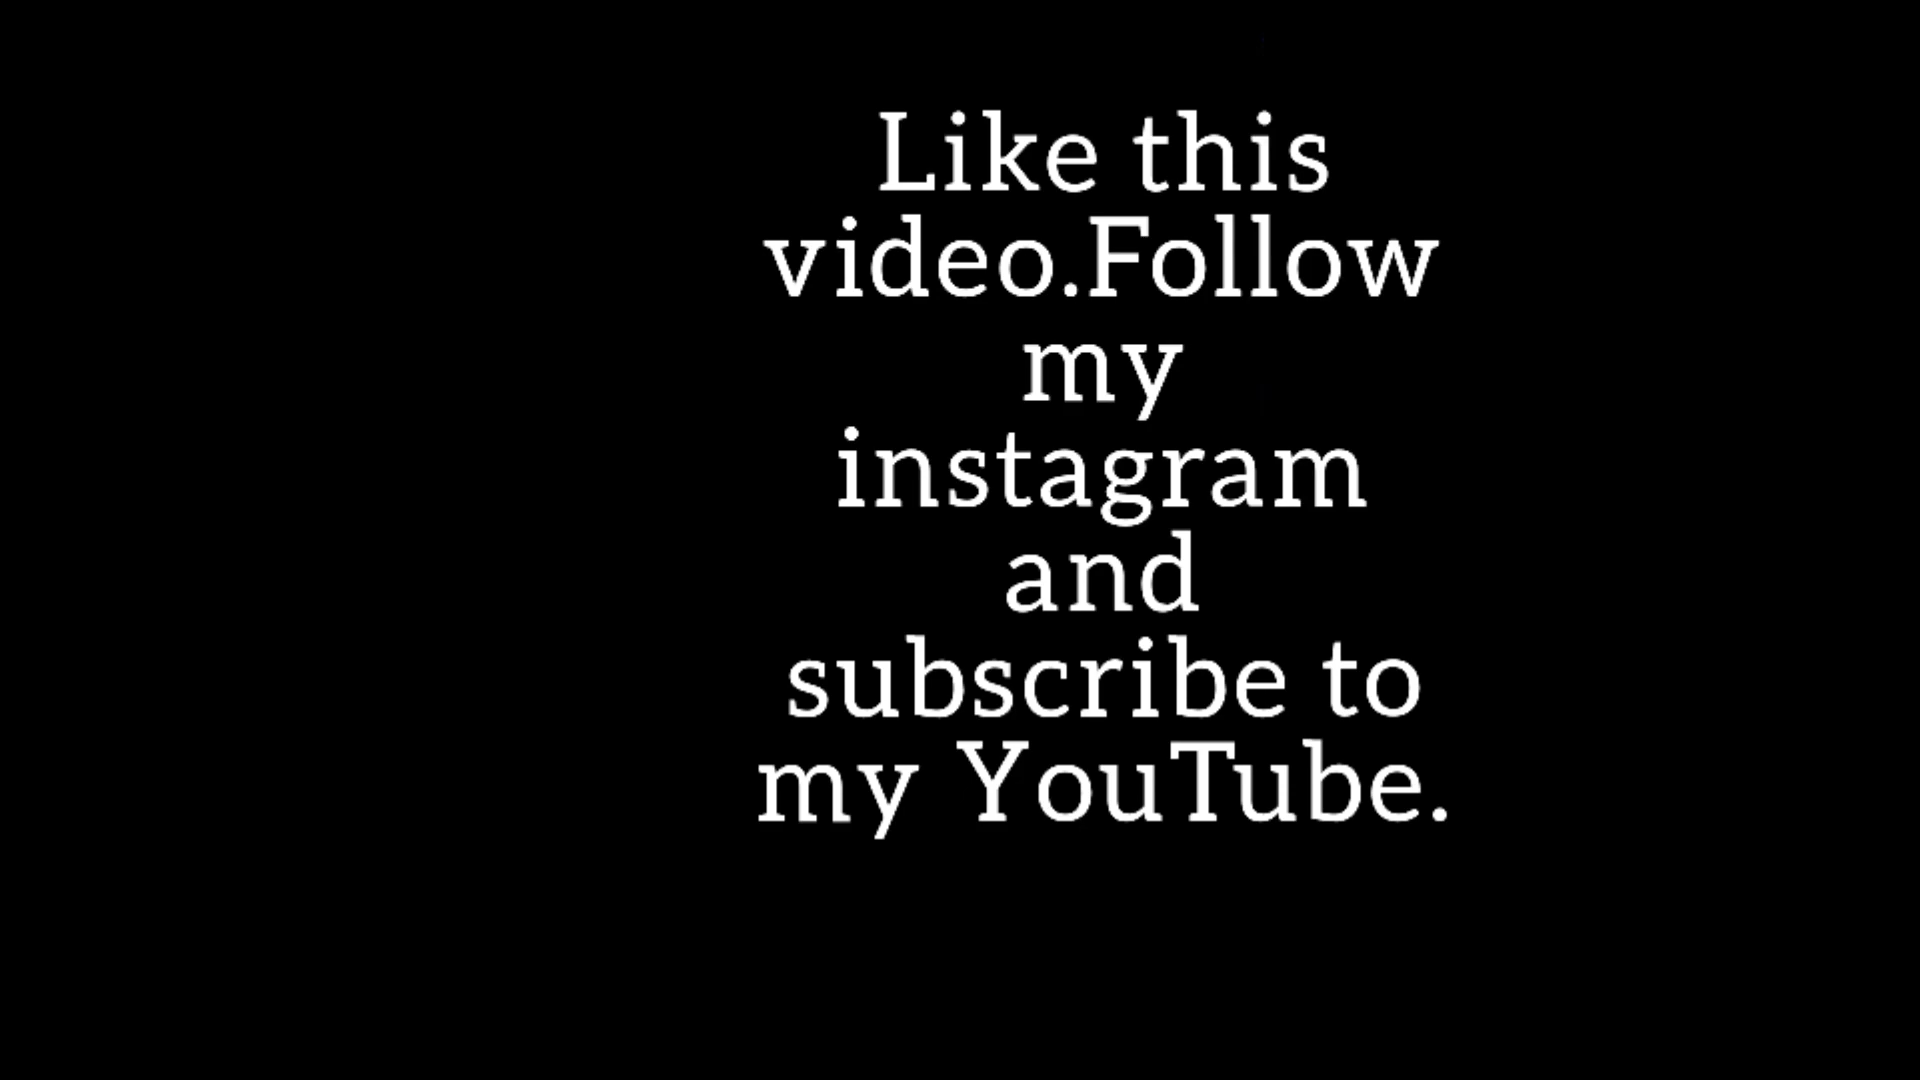 Like this
video.Follow
my
instagram
and
subscribe to
my YouTube.